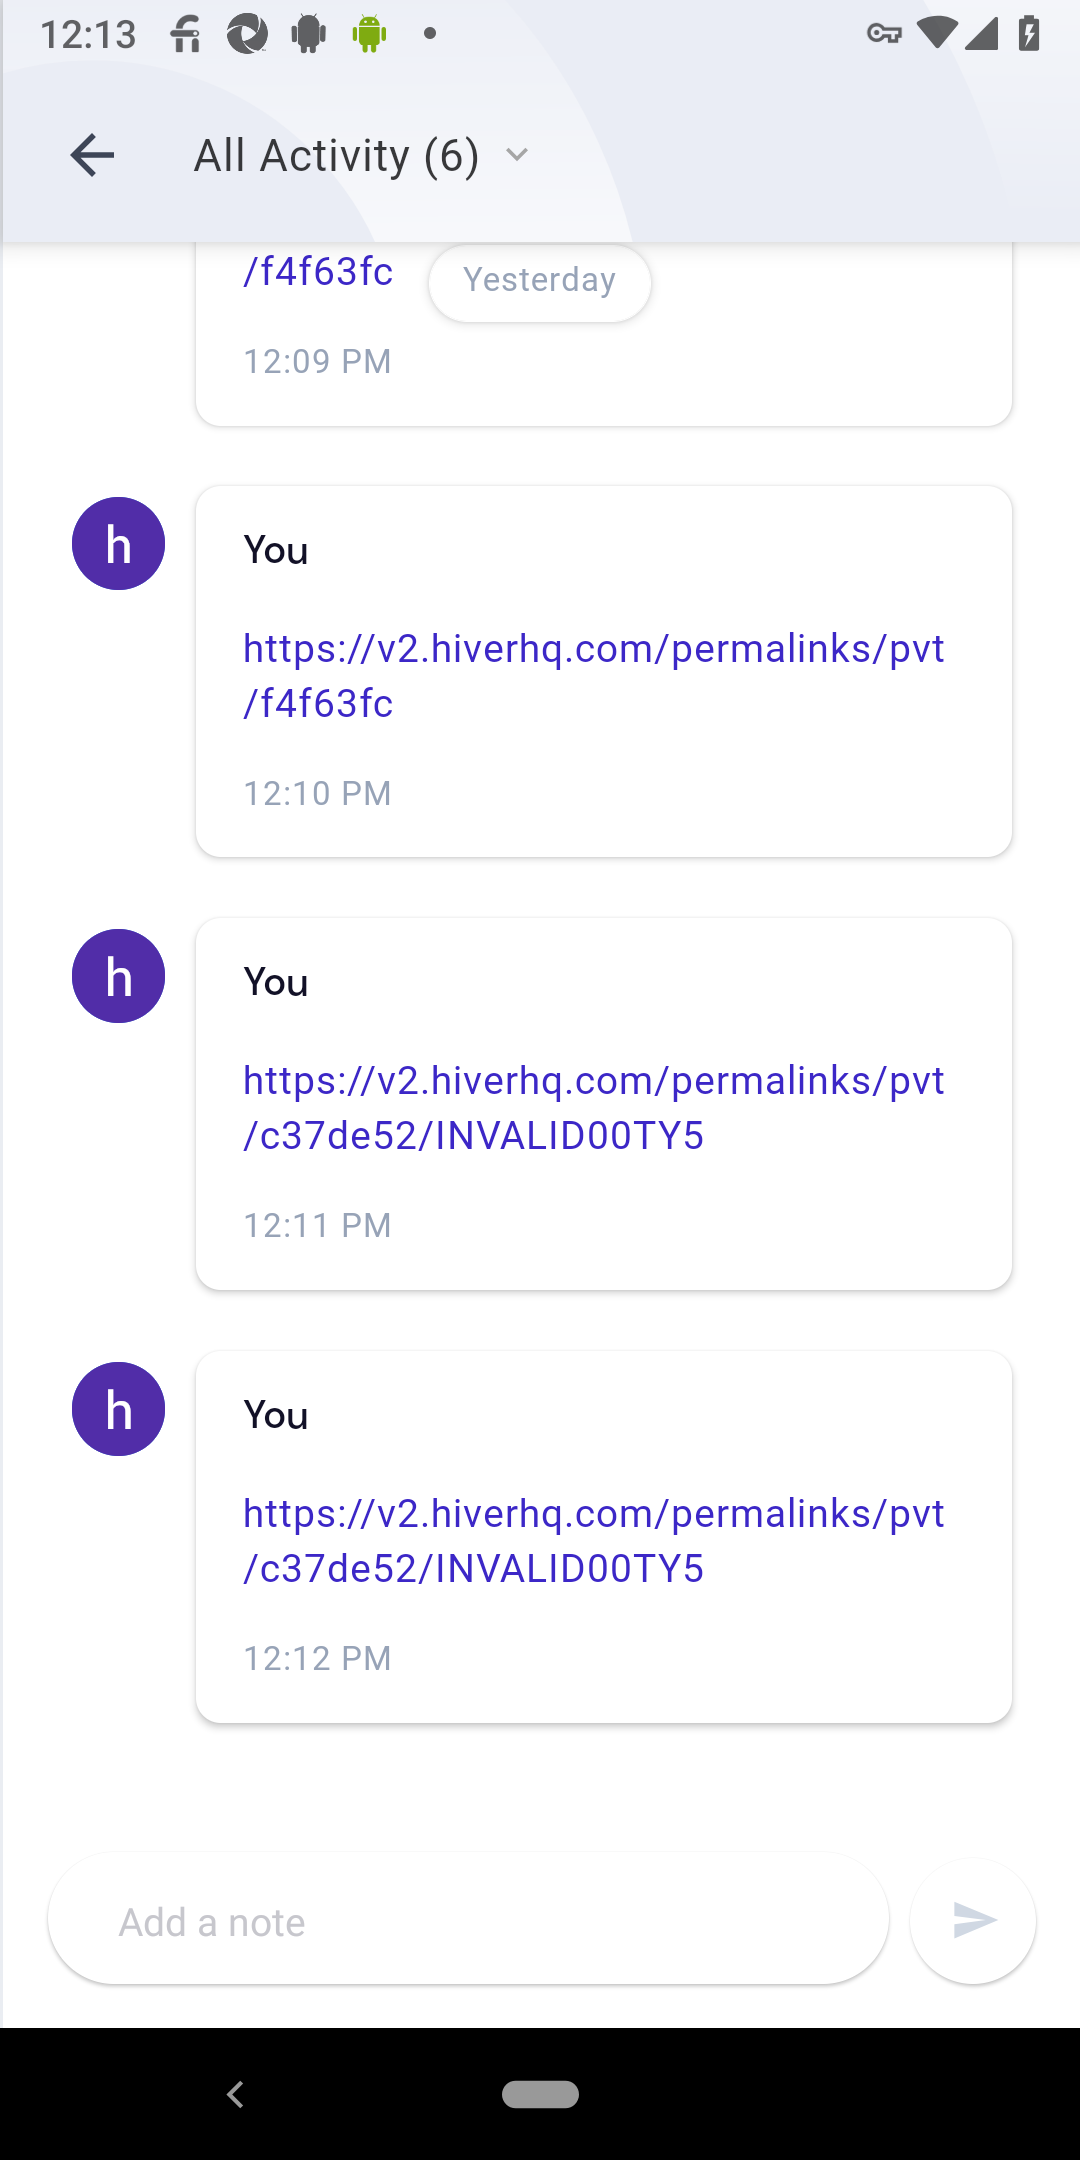 12:13
All Activity (6)
/f4f63fc
Yesterday
12:09 PM
h
You
https://v2.hiverhq.com/permalinks/pvt
/f4f63fc
12:10 PM
h
You
https://v2.hiverhq.com/permalinks/pvt
/c37de52/INVALID00TY5
12:11 PM
h
You
https://v2.hiverhq.com/permalinks/pvt
/c37de52/INVALID00TY5
12:12 PM
Add a note